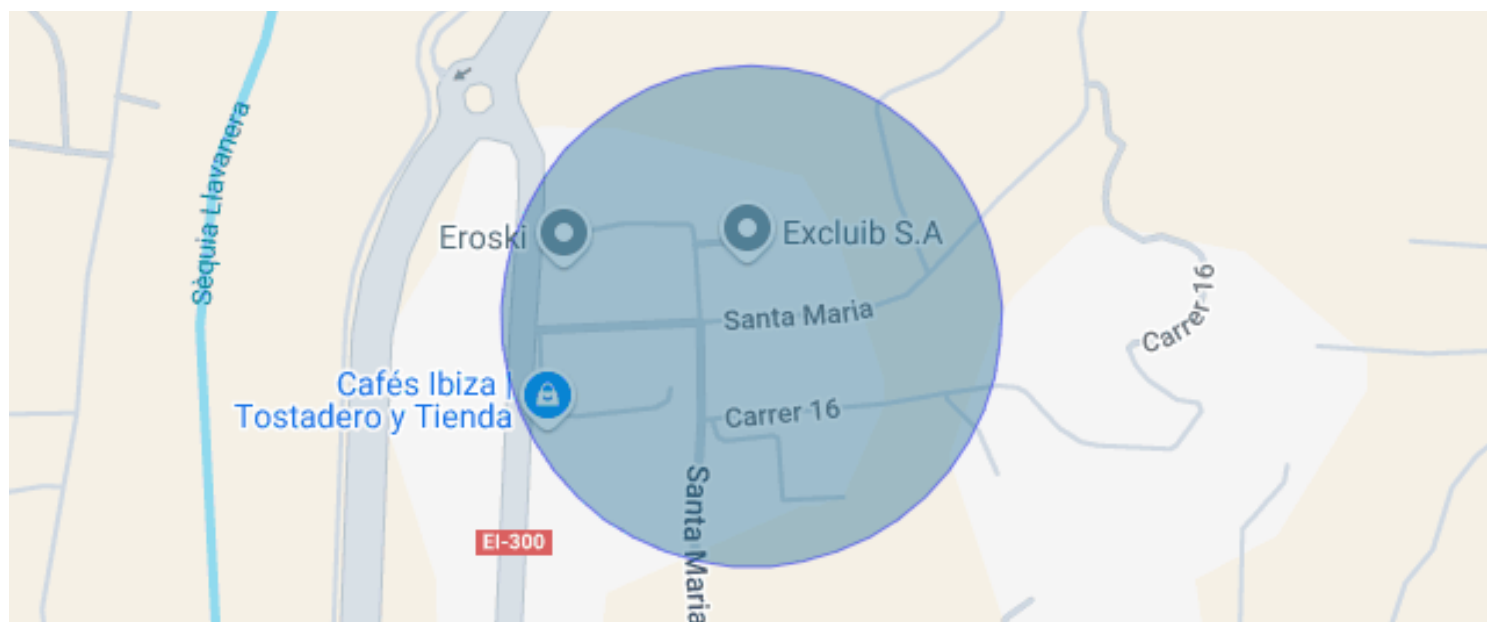 Sèquia Llavanera
Eroski
Excluib S.A
Santa Maria
Carrer 16
Cafés Ibiza |
Tostadero y Tienda
Carrer 16
Santa Maria
EI-300